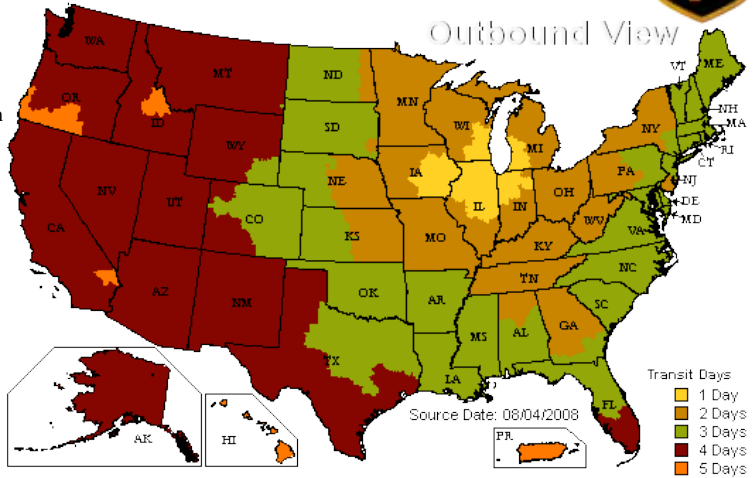 Outbound View
WA
MT
ND
MN
VT
ME
OR
ID
SD
WI
MI
NY
NH
MA
WY
IA
PA
RI
CT
NE
NJ
NV
UT
IL
IN
OH
DE
MD
CA
CO
KS
MO
WV
VA
KY
AZ
NM
OK
AR
TN
NC
SC
MS
AL
GA
TX
LA
FL
AK
HI
PR
Source Date: 08/04/2008
Transit Days
1 Day
2 Days
3 Days
4 Days
5 Days